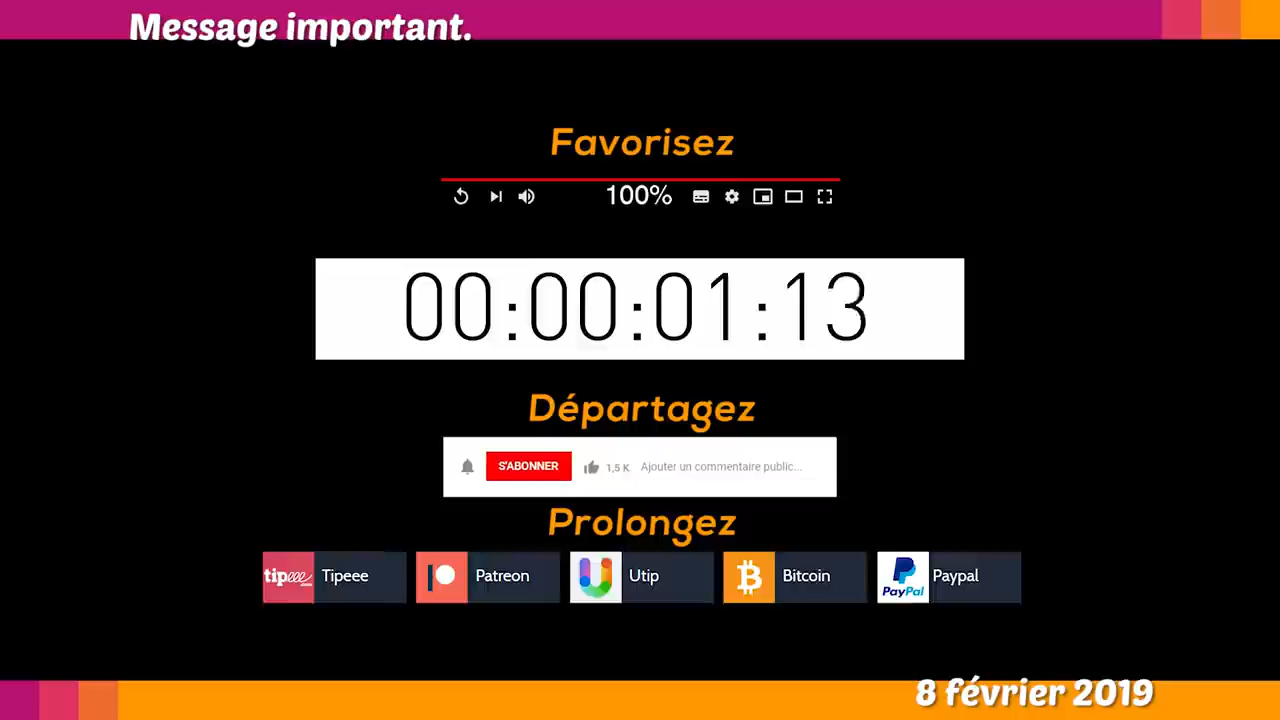 Message important.
Favorisez
100%
00:00:01:13
Départagez
S'ABONNER 1,5 K Ajouter un commentaire public...
Prolongez
tipeee Tipeee Patreon Utip Bitcoin PayPal Paypal
8 février 2019